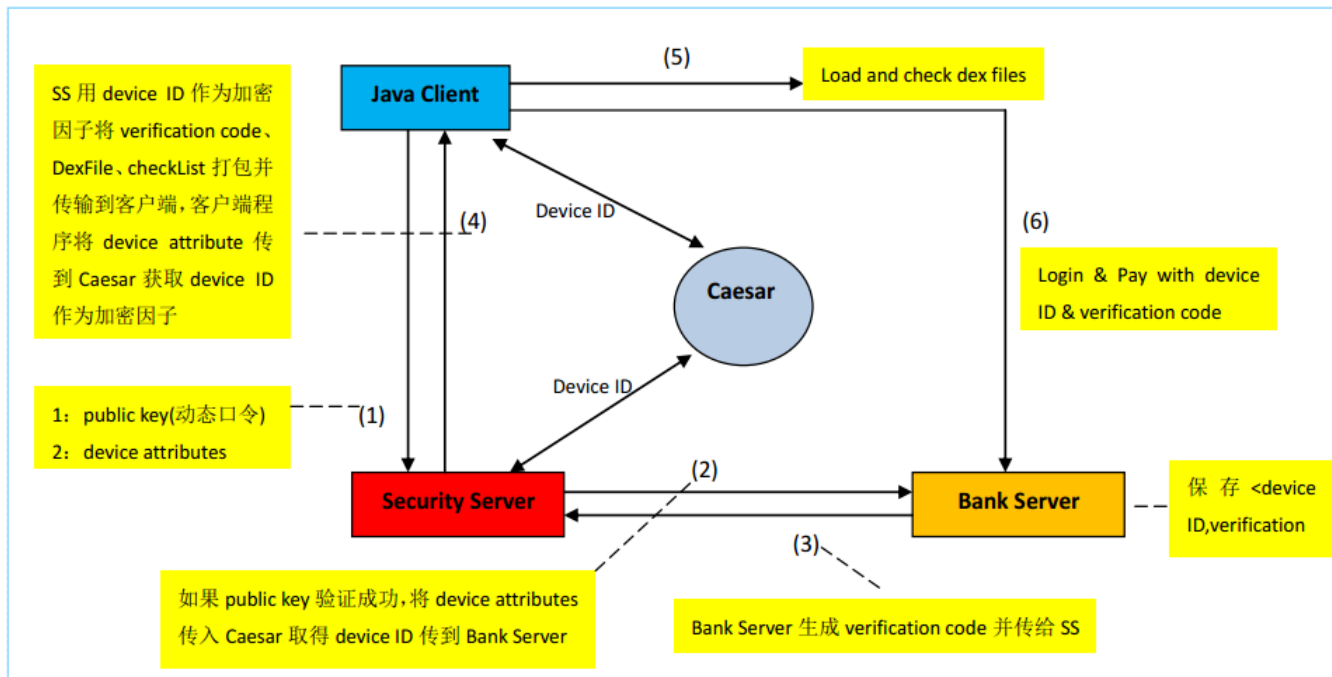 (5)
Load and check dex files
Java Client
SS 用 device ID 作为加密
因子将 verification code、
DexFile、checkList 打包并
传输到客户端,客户端程
序将 device attribute 传
到 Caesar 获取 device ID
作为加密因子
(4)
Device ID
(6)
Caesar
Login & Pay with device
ID & verification code
Device ID
1：public key(动态口令)
2：device attributes
(1)
(2)
Security Server
Bank Server
保 存 <device
ID,verification
(3)
如果 public key 验证成功,将 device attributes
传入 Caesar 取得 device ID 传到 Bank Server
Bank Server 生成 verification code 并传给 SS